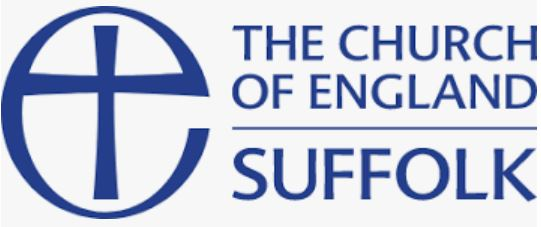 THE CHURCH
OF ENGLAND
SUFFOLK